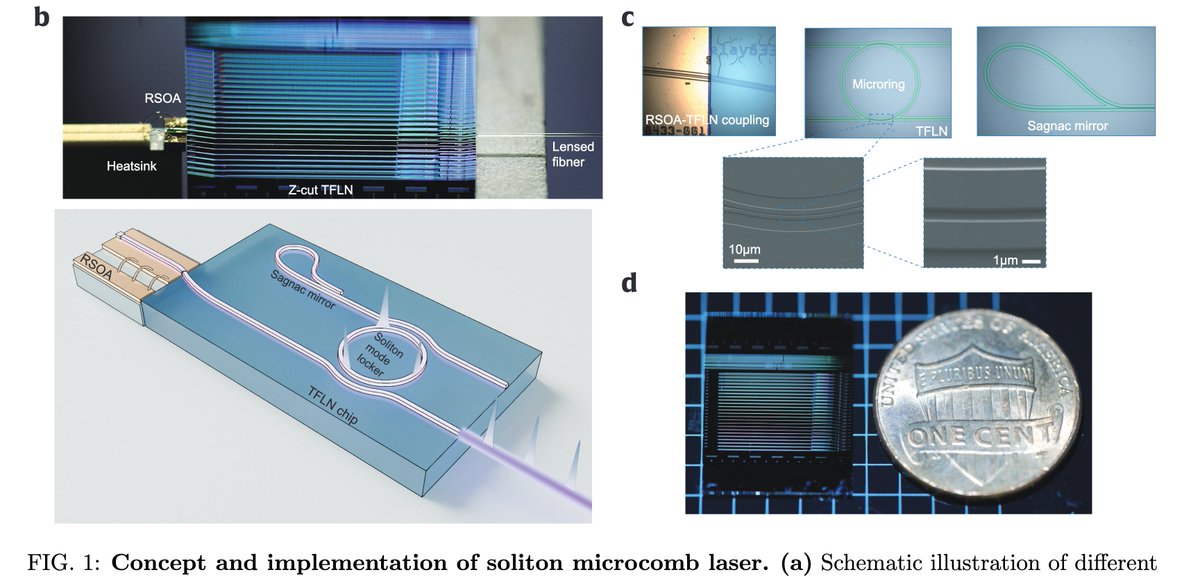 b
RSOA
Heatsink
Z-cut TFLN
Lensed
fibner
RSOA
Sagnac mirror
Soliton
mode
locker
TFLN chip
c
RSOA-TFLN coupling
Microring
TFLN
Sagnac mirror
10μm
1μm
d
UNITED STATES OF AMERICA
E PLURIBUS UNUM
ONE CENT
FIG. 1: Concept and implementation of soliton microcomb laser. (a) Schematic illustration of different